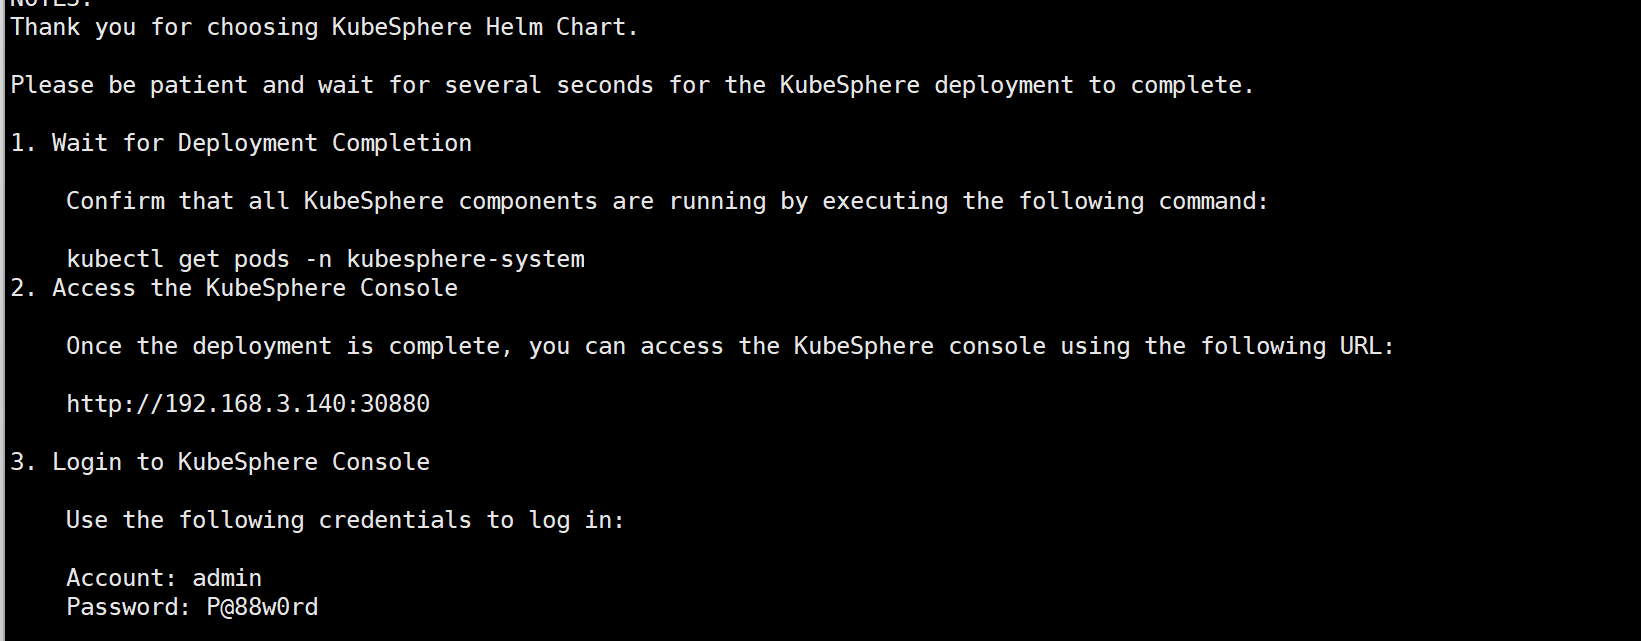 NOTES:
Thank you for choosing KubeSphere Helm Chart.
Please be patient and wait for several seconds for the KubeSphere deployment to complete.
1. Wait for Deployment Completion
Confirm that all KubeSphere components are running by executing the following command:
kubectl get pods -n kubesphere-system
2. Access the KubeSphere Console
Once the deployment is complete, you can access the KubeSphere console using the following URL:
http://192.168.3.140:30880
3. Login to KubeSphere Console
Use the following credentials to log in:
Account: admin
Password: P@88w0rd